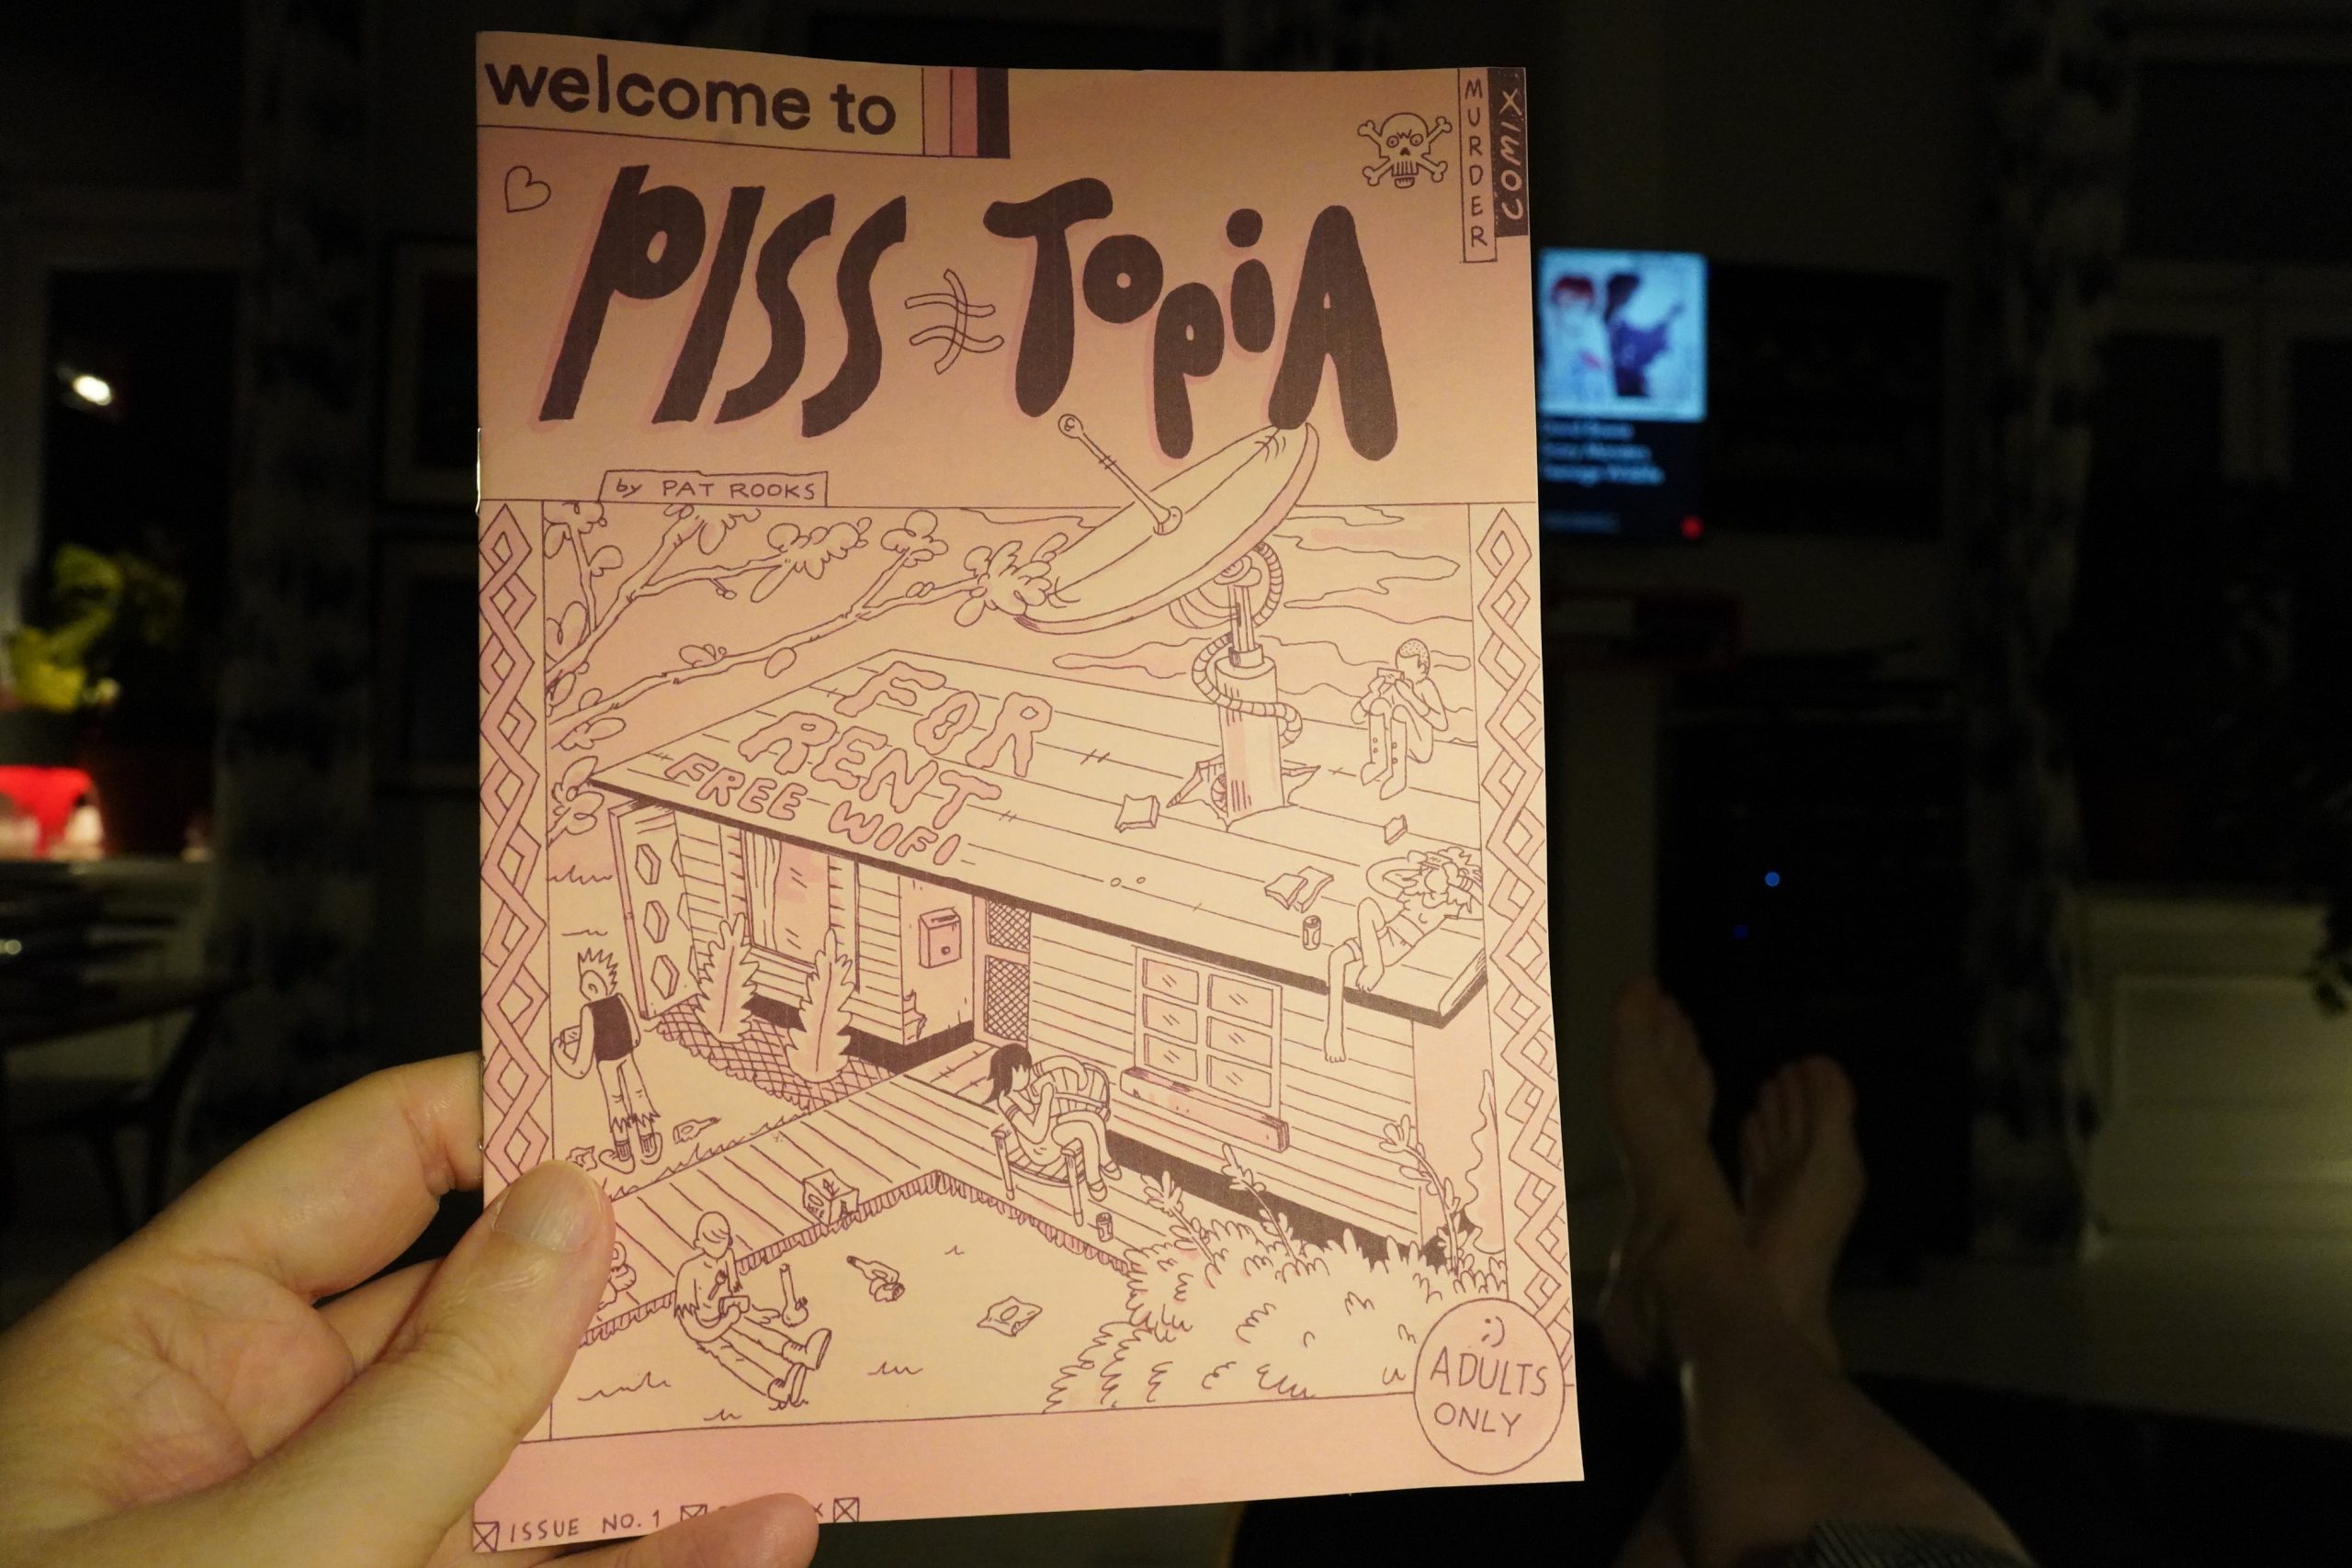 welcome to
MURDER
COMIX
PISS TOPIA
by PAT ROOKS
FOR
RENT
FREE WIFI
:)
ADULTS
ONLY
ISSUE NO. 1